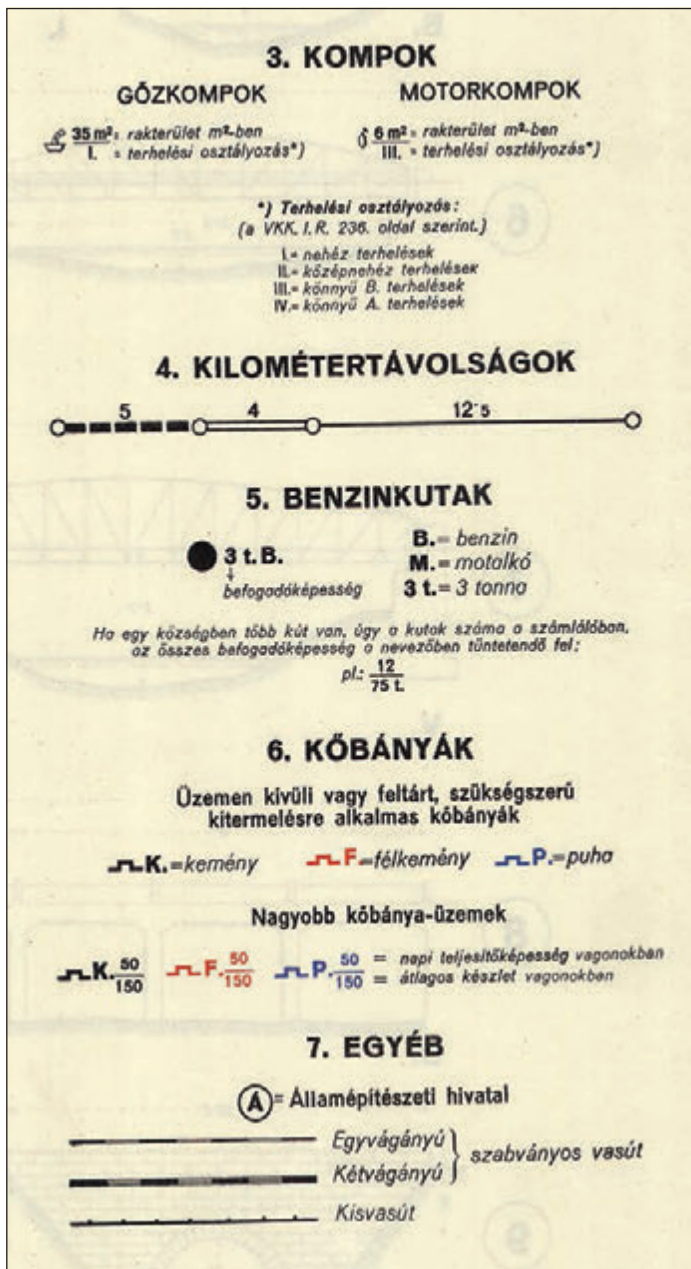 3. KOMPOK
GŐZKOMPOK MOTORKOMPOK
35 m² = rakterület m²-ben 6 m² = rakterület m²-ben
I. = terhelési osztályozás*) III. = terhelési osztályozás*)
*) Terhelési osztályozás:
(a VKK. I. R. 236. oldal szerint.)
I.= nehéz terhelések
II.= középnehéz terhelések
III.= könnyű B. terhelések
IV.= könnyű A. terhelések
4. KILOMÉTERTÁVOLSÁGOK
5 4 12·5
5. BENZINKUTAK
3 t. B. B.= benzin
befogadóképesség M.= motalkó
3 t.= 3 tonna
Ha egy községben több kút van, úgy a kutak száma a számlálóban,
az összes befogadóképesség a nevezőben tüntetendő fel;
pl.: 12
75 t.
6. KŐBÁNYÁK
Üzemen kivüli vagy feltárt, szükségszerű
kitermelésre alkalmas kőbányák
K.=kemény F=félkemény P.=puha
Nagyobb kőbánya-üzemek
K. 50 F. 50 P. 50 = napi teljesítőképesség vagonokban
150 150 150 = átlagos készlet vagonokban
7. EGYÉB
A = Államépítészeti hivatal
Egyvágányú
Kétvágányú } szabványos vasút
Kisvasút